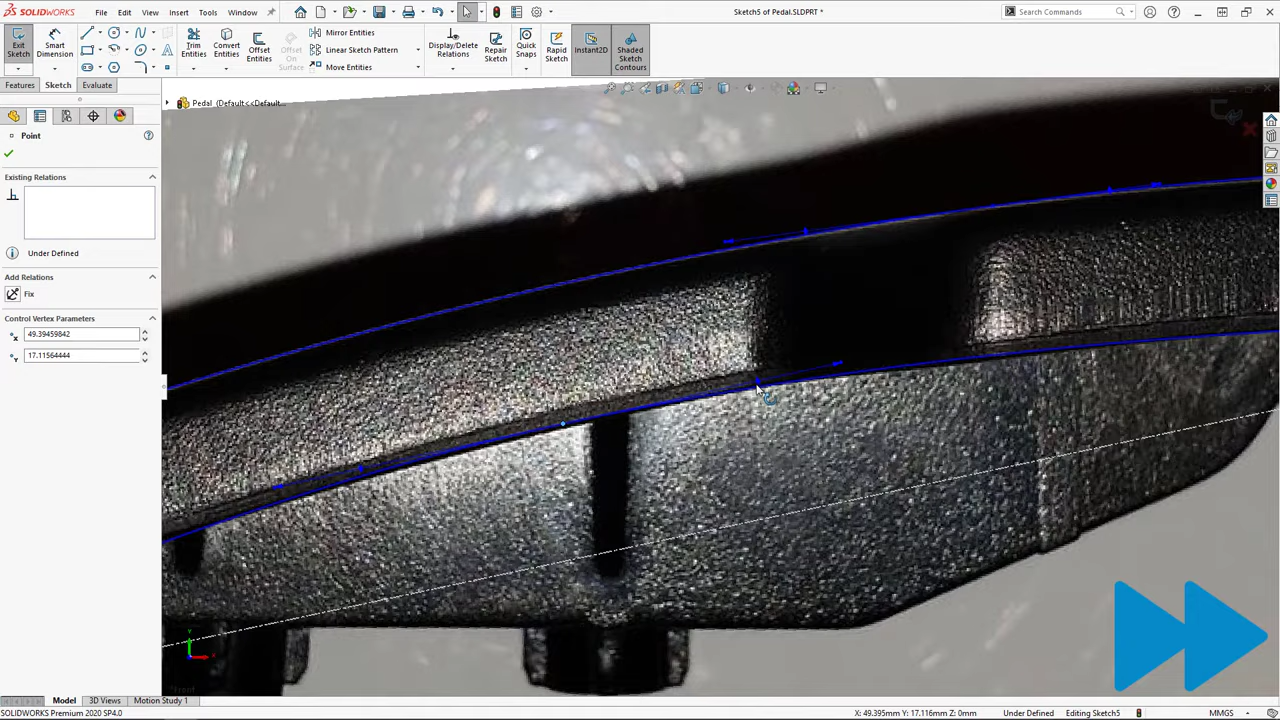 SOLIDWORKS File Edit View Insert Tools Window Sketch5 of Pedal.SLDPRT * Search Commands
Exit Sketch
Smart Dimension
Trim Entities
Convert Entities
Offset Entities
Offset On Surface
Mirror Entities
Linear Sketch Pattern
Move Entities
Display/Delete Relations
Repair Sketch
Quick Snaps
Rapid Sketch
Instant2D
Shaded Sketch Contours
Features Sketch Evaluate
Pedal (Default<<Default...
Point
Existing Relations
Under Defined
Add Relations
Fix
Control Vertex Parameters
49.39459842
17.11564444
*Front
Model 3D Views Motion Study 1
SOLIDWORKS Premium 2020 SP4.0 X: 49.395mm Y: 17.116mm Z: 0mm Under Defined Editing Sketch5 MMGS